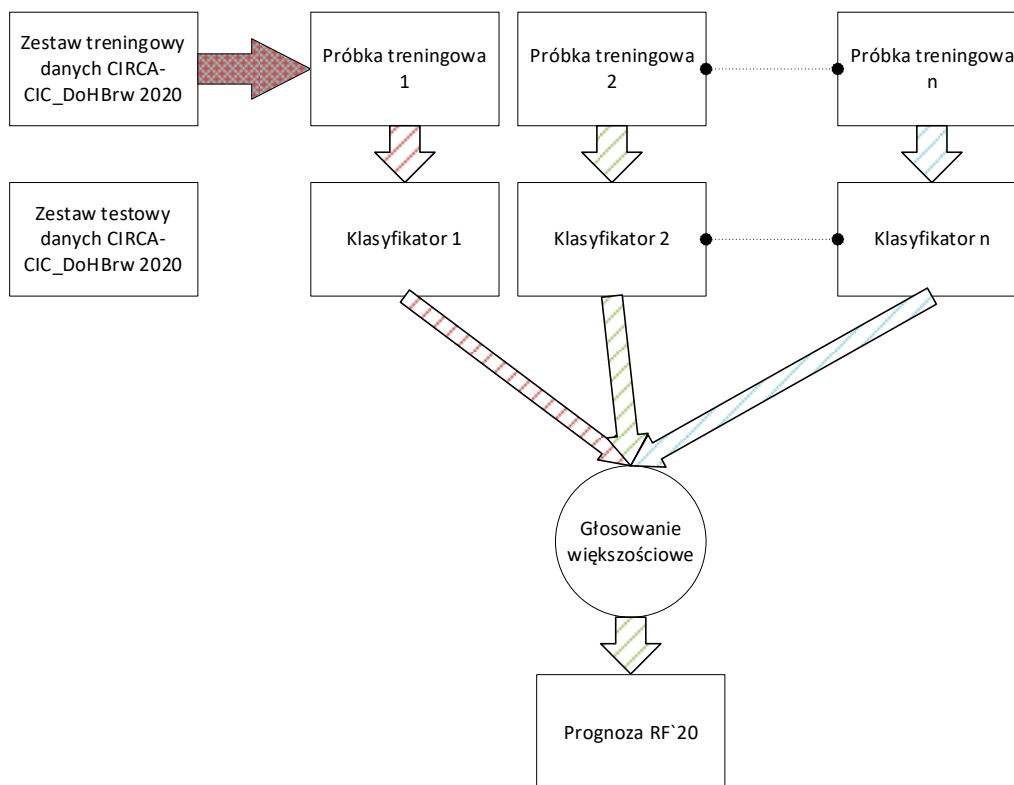 Zestaw treningowy
danych CIRCA-
CIC_DoHBrw 2020
Próbka treningowa
1
Próbka treningowa
2
Próbka treningowa
n
Zestaw testowy
danych CIRCA-
CIC_DoHBrw 2020
Klasyfikator 1
Klasyfikator 2
Klasyfikator n
Głosowanie
większościowe
Prognoza RF`20